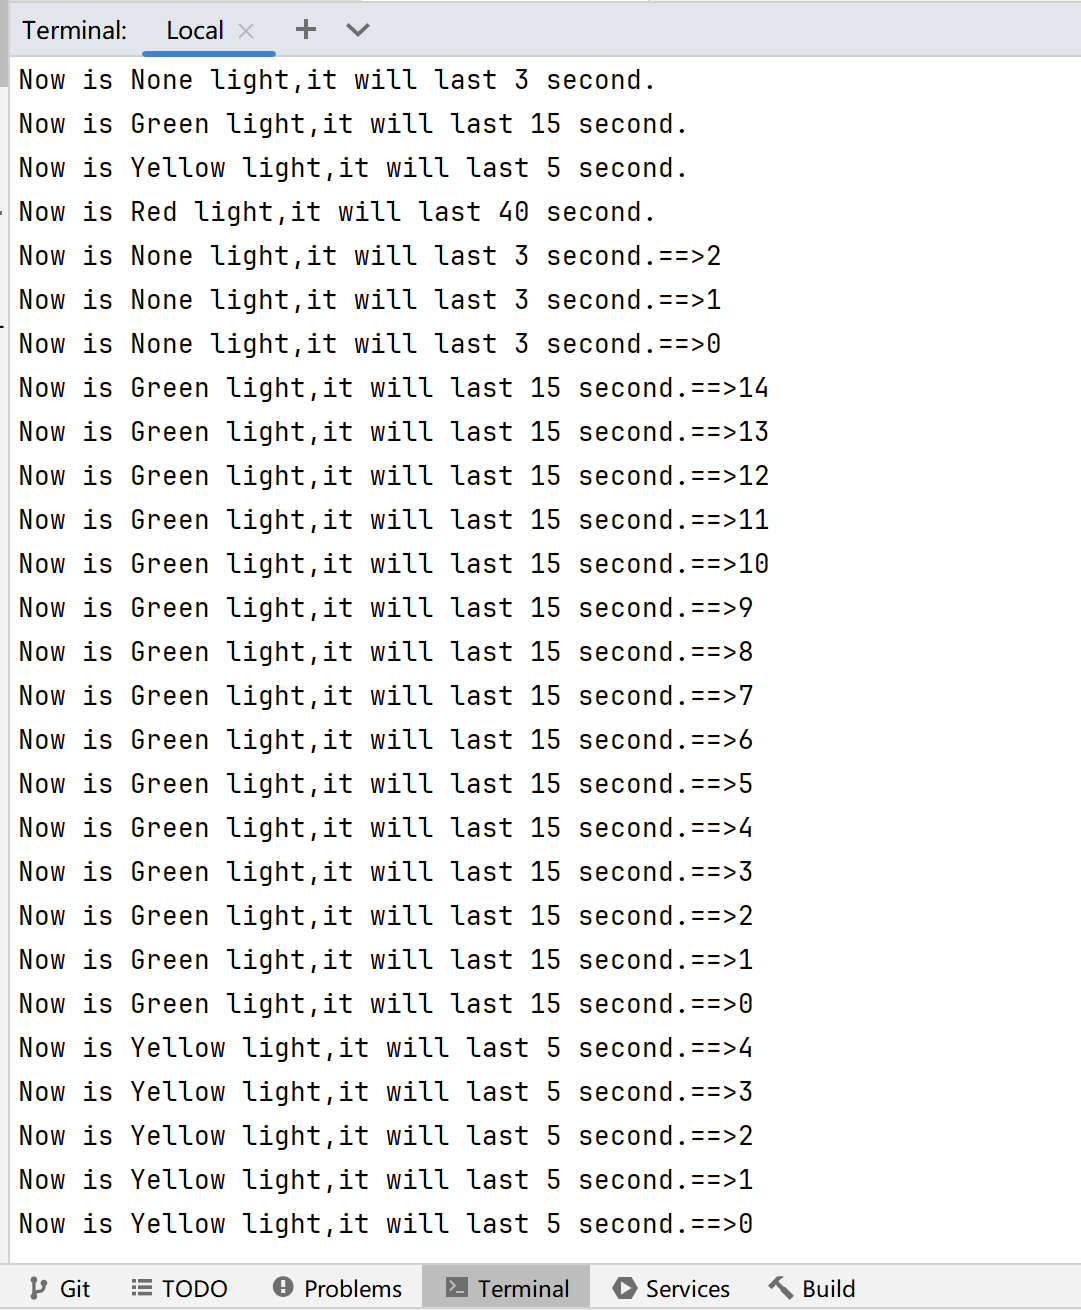 Terminal: Local
Now is None light,it will last 3 second.
Now is Green light,it will last 15 second.
Now is Yellow light,it will last 5 second.
Now is Red light,it will last 40 second.
Now is None light,it will last 3 second.==>2
Now is None light,it will last 3 second.==>1
Now is None light,it will last 3 second.==>0
Now is Green light,it will last 15 second.==>14
Now is Green light,it will last 15 second.==>13
Now is Green light,it will last 15 second.==>12
Now is Green light,it will last 15 second.==>11
Now is Green light,it will last 15 second.==>10
Now is Green light,it will last 15 second.==>9
Now is Green light,it will last 15 second.==>8
Now is Green light,it will last 15 second.==>7
Now is Green light,it will last 15 second.==>6
Now is Green light,it will last 15 second.==>5
Now is Green light,it will last 15 second.==>4
Now is Green light,it will last 15 second.==>3
Now is Green light,it will last 15 second.==>2
Now is Green light,it will last 15 second.==>1
Now is Green light,it will last 15 second.==>0
Now is Yellow light,it will last 5 second.==>4
Now is Yellow light,it will last 5 second.==>3
Now is Yellow light,it will last 5 second.==>2
Now is Yellow light,it will last 5 second.==>1
Now is Yellow light,it will last 5 second.==>0
Git TODO Problems Terminal Services Build